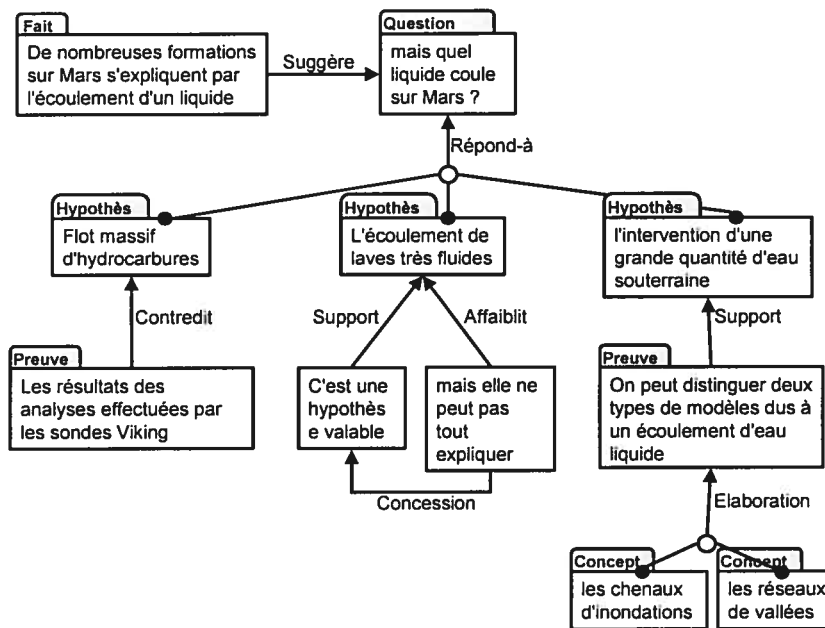 Fait
De nombreuses formations
sur Mars s'expliquent par
l'écoulement d'un liquide
Suggère
Question
mais quel
liquide coule
sur Mars ?
Répond-à
Hypothès
Flot massif
d'hydrocarbures
Hypothès
L'écoulement de
laves très fluides
Hypothès
l'intervention d'une
grande quantité d'eau
souterraine
Contredit
Support
Affaiblit
Support
Preuve
Les résultats des
analyses effectuées par
les sondes Viking
C'est une
hypothès
e valable
mais elle ne
peut pas
tout
expliquer
Concession
Preuve
On peut distinguer deux
types de modèles dus à
un écoulement d'eau
liquide
Elaboration
Concept
les chenaux
d'inondations
Concept
les réseaux
de vallées